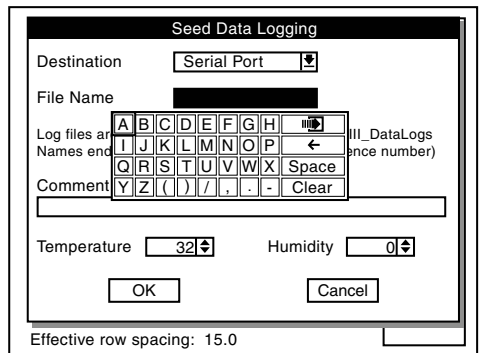 Seed Data Logging
Destination Serial Port
File Name
Log files ar III_DataLogs
Names end ence number)
A B C D E F G H
I J K L M N O P ←
Q R S T U V W X Space
Y Z ( ) / , . - Clear
Comment
Temperature 32 Humidity 0
OK Cancel
Effective row spacing: 15.0